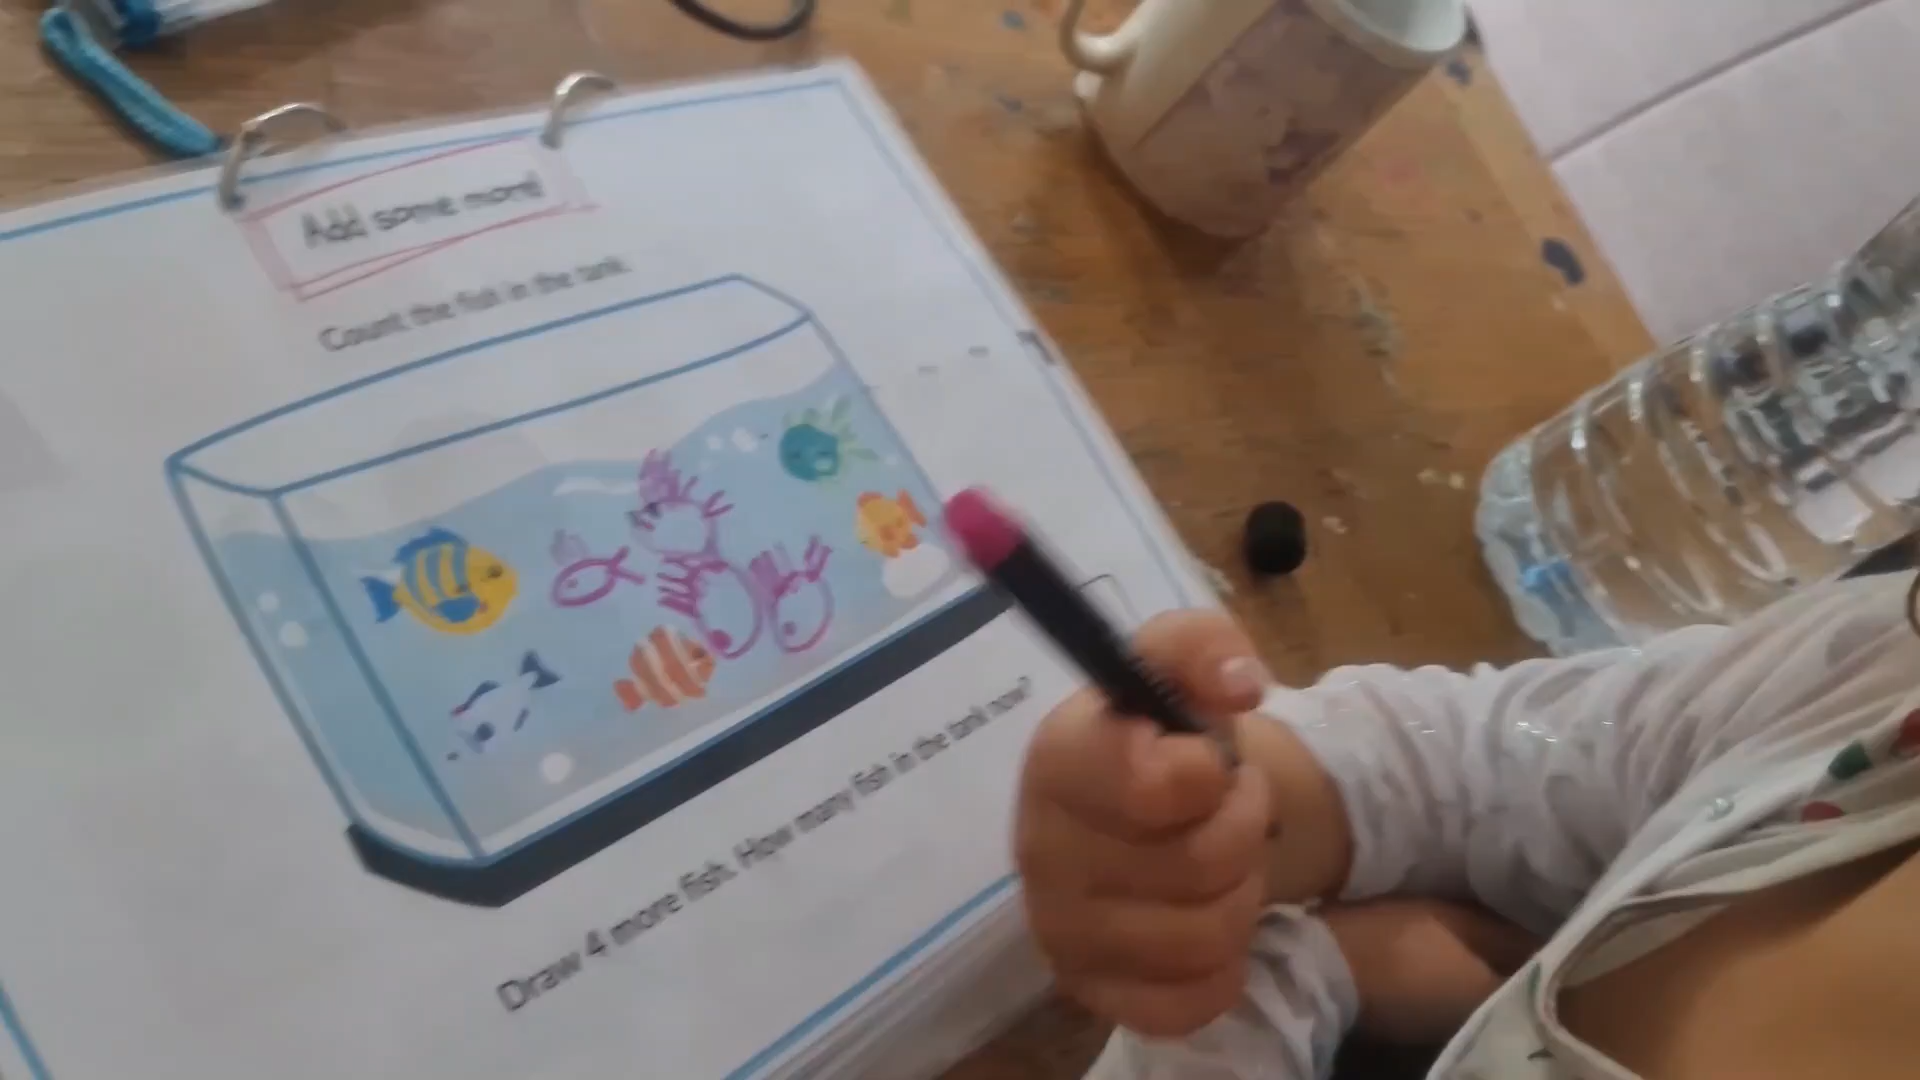 Add some more!
Count the fish in the tank.
Draw 4 more fish. How many fish in the tank now?